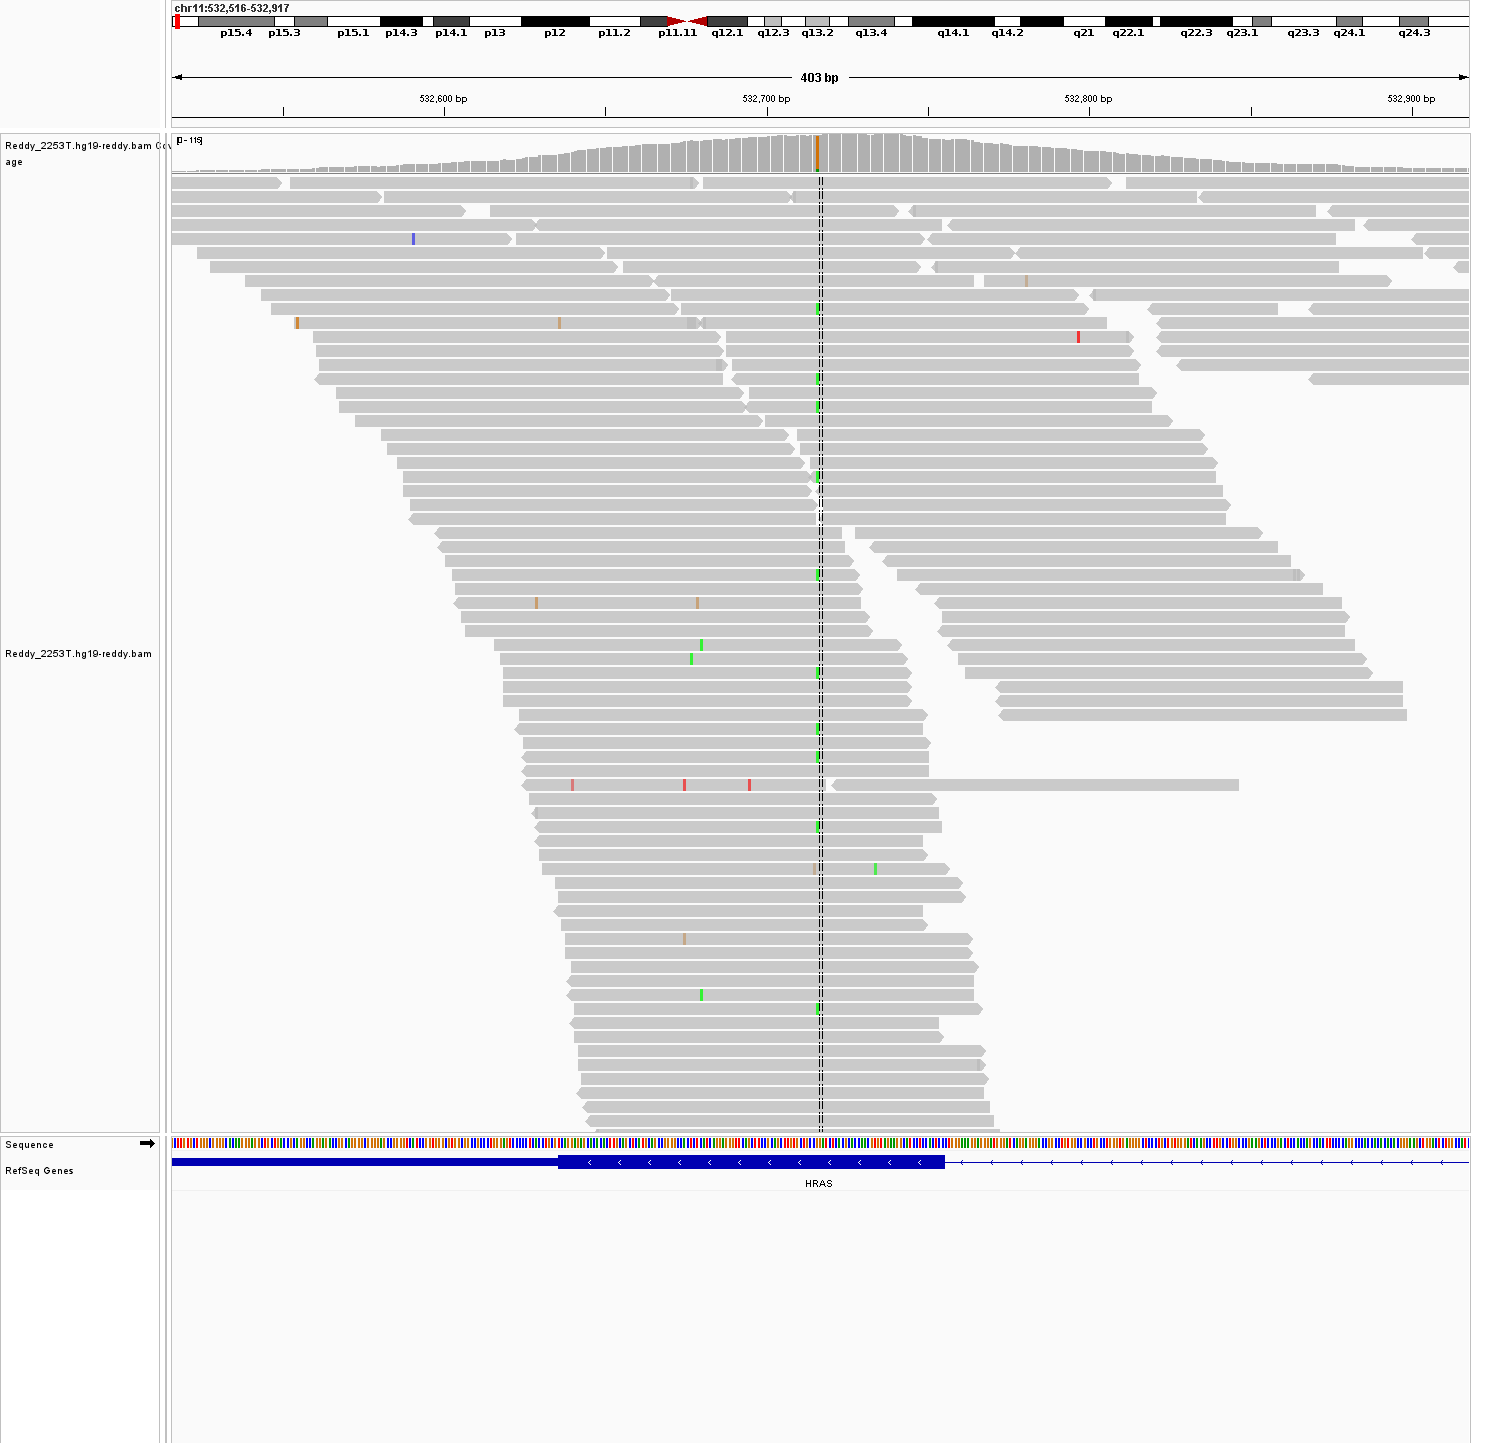 chr11:532,516-532,917
p15.4 p15.3 p15.1 p14.3 p14.1 p13 p12 p11.2 p11.11 q12.1 q12.3 q13.2 q13.4 q14.1 q14.2 q21 q22.1 q22.3 q23.1 q23.3 q24.1 q24.3
403 bp
532,600 bp 532,700 bp 532,800 bp 532,900 bp
Reddy_2253T.hg19-reddy.bam Cov
age
[0 - 115]
Reddy_2253T.hg19-reddy.bam
Sequence
RefSeq Genes
HRAS